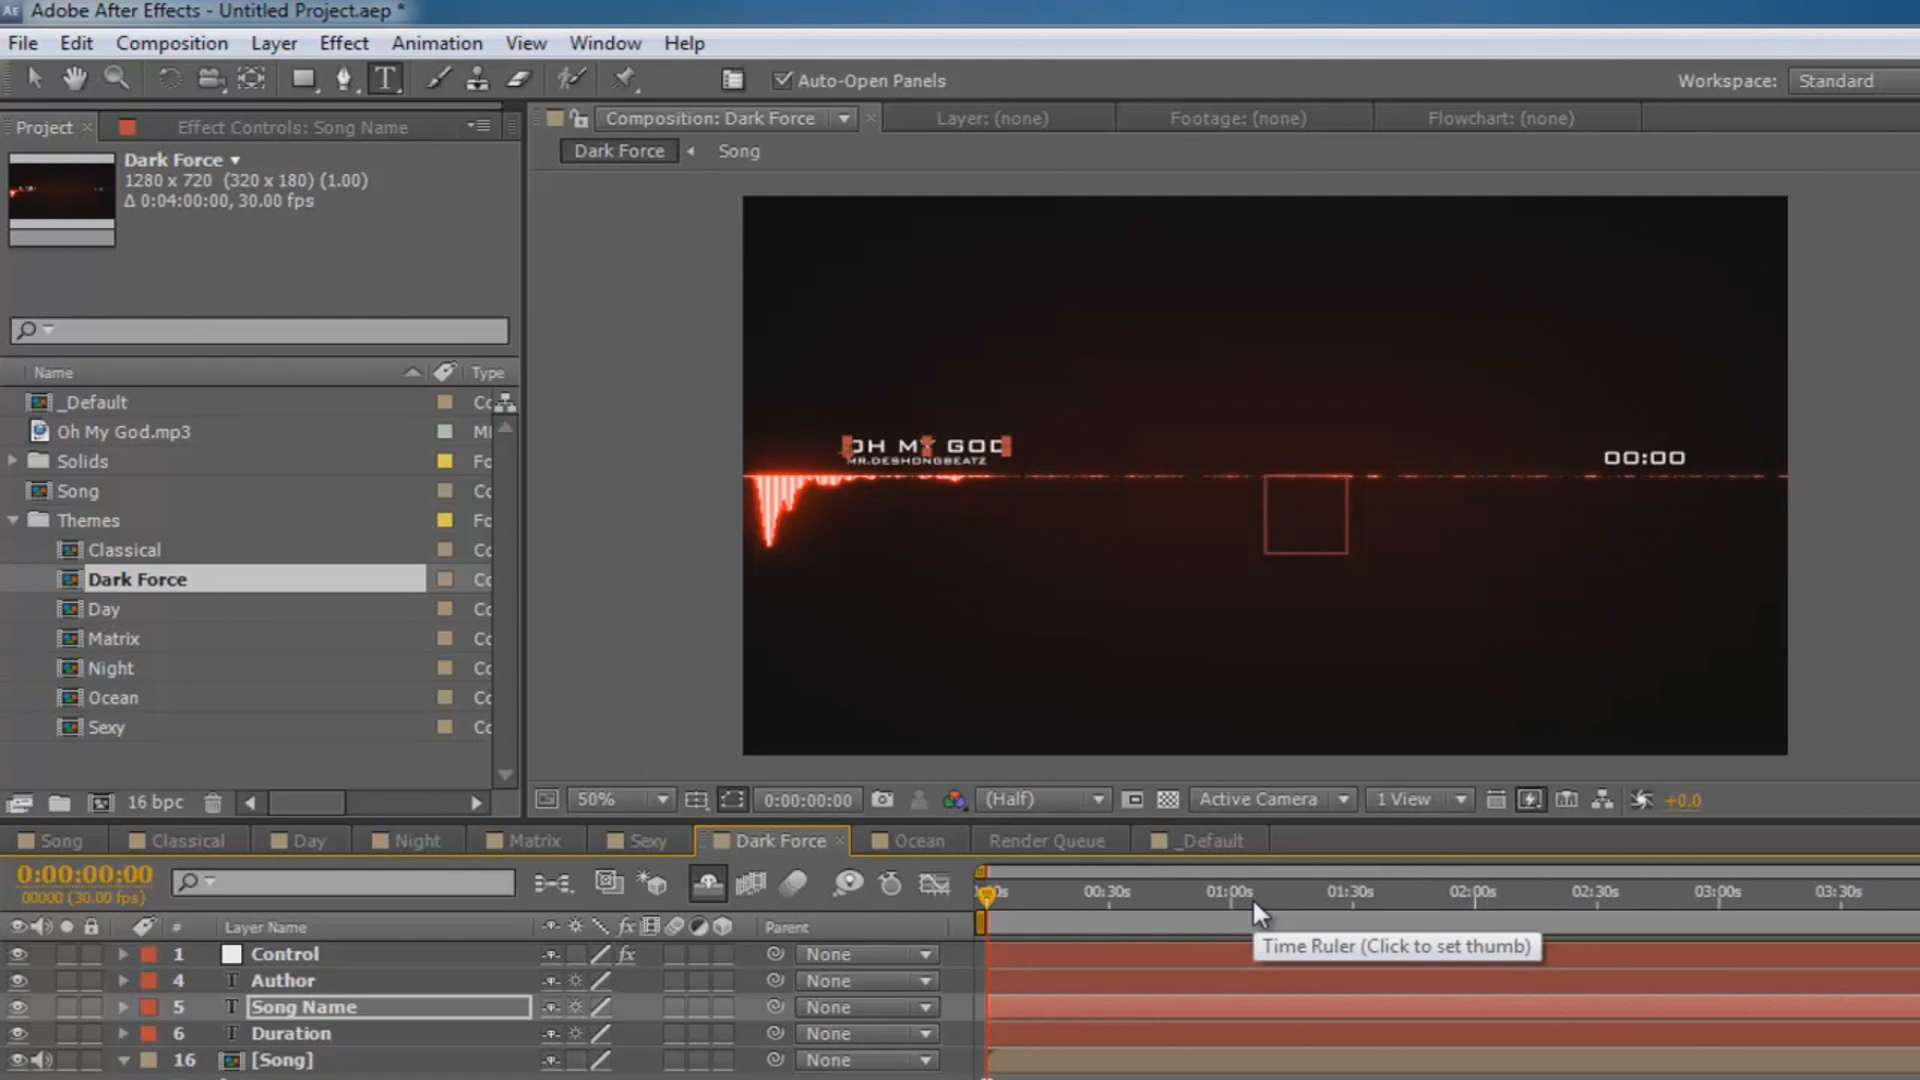 Adobe After Effects - Untitled Project.aep *
File Edit Composition Layer Effect Animation View Window Help
T Auto-Open Panels Workspace: Standard
Project × Effect Controls: Song Name
Composition: Dark Force × Layer: (none) Footage: (none) Flowchart: (none)
Dark Force Song
Dark Force
1280 x 720 (320 x 180) (1.00)
Δ 0:04:00:00, 30.00 fps
Name Type
_Default
Oh My God.mp3
Solids
Song
Themes
Classical
Dark Force
Day
Matrix
Night
Ocean
Sexy
16 bpc
OH MY GOD
MR.DESHONGBEATZ
00:00
50% 0:00:00:00 (Half) Active Camera 1 View +0.0
Song Classical Day Night Matrix Sexy Dark Force × Ocean Render Queue _Default
0:00:00:00
00000 (30.00 fps)
00:30s 01:00s 01:30s 02:00s 02:30s 03:00s 03:30s
Time Ruler (Click to set thumb)
# Layer Name fx Parent
1 Control fx None
4 T Author None
5 T Song Name None
6 T Duration None
16 [Song] None